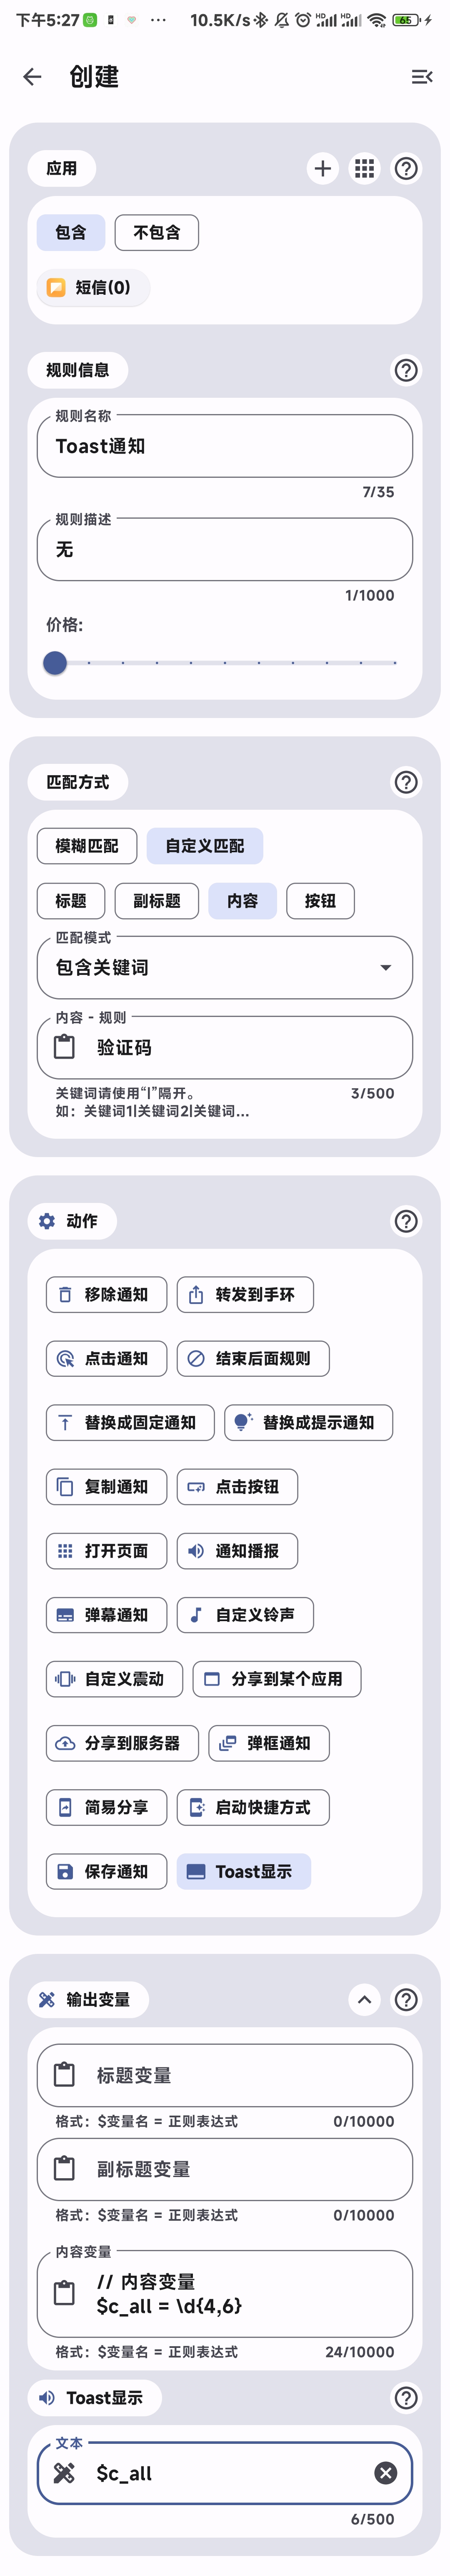 下午5:27 ··· 10.5K/s HD HD 65
创建
应用
包含 不包含
短信(0)
规则信息
规则名称
Toast通知
7/35
规则描述
无
1/1000
价格:
匹配方式
模糊匹配 自定义匹配
标题 副标题 内容 按钮
匹配模式
包含关键词
内容 - 规则
验证码
关键词请使用“|”隔开。 3/500
如：关键词1|关键词2|关键词...
动作
移除通知 转发到手环
点击通知 结束后面规则
替换成固定通知 替换成提示通知
复制通知 点击按钮
打开页面 通知播报
弹幕通知 自定义铃声
自定义震动 分享到某个应用
分享到服务器 弹框通知
简易分享 启动快捷方式
保存通知 Toast显示
输出变量
标题变量
格式：$变量名 = 正则表达式 0/10000
副标题变量
格式：$变量名 = 正则表达式 0/10000
内容变量
// 内容变量
$c_all = \d{4,6}
格式：$变量名 = 正则表达式 24/10000
Toast显示
文本
$c_all
6/500